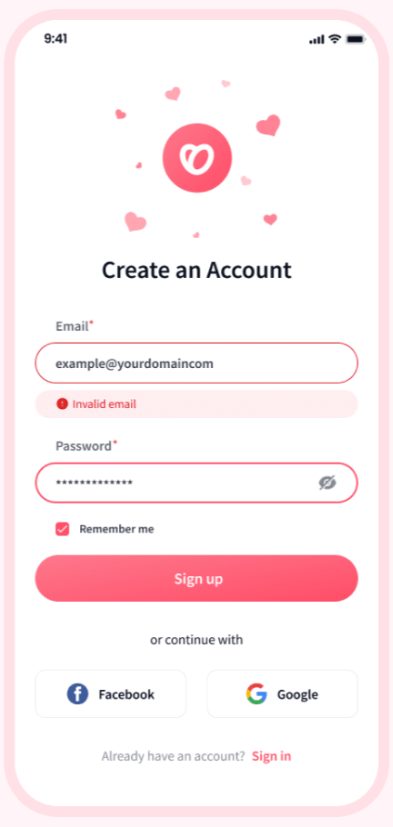 9:41
Create an Account
Email*
example@yourdomaincom
Invalid email
Password*
*************
Remember me
Sign up
or continue with
Facebook
Google
Already have an account? Sign in